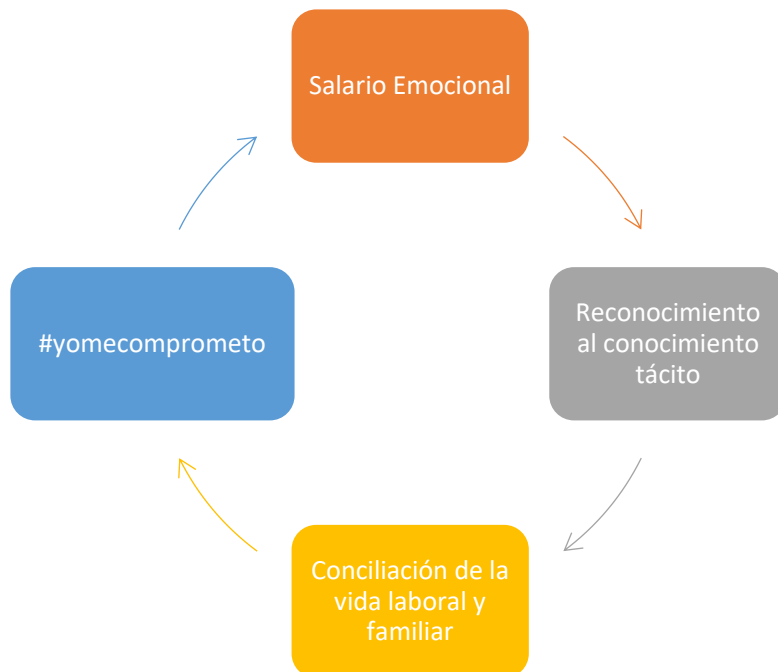 Salario Emocional
Reconocimiento
al conocimiento
tácito
Conciliación de la
vida laboral y
familiar
#yomecomprometo